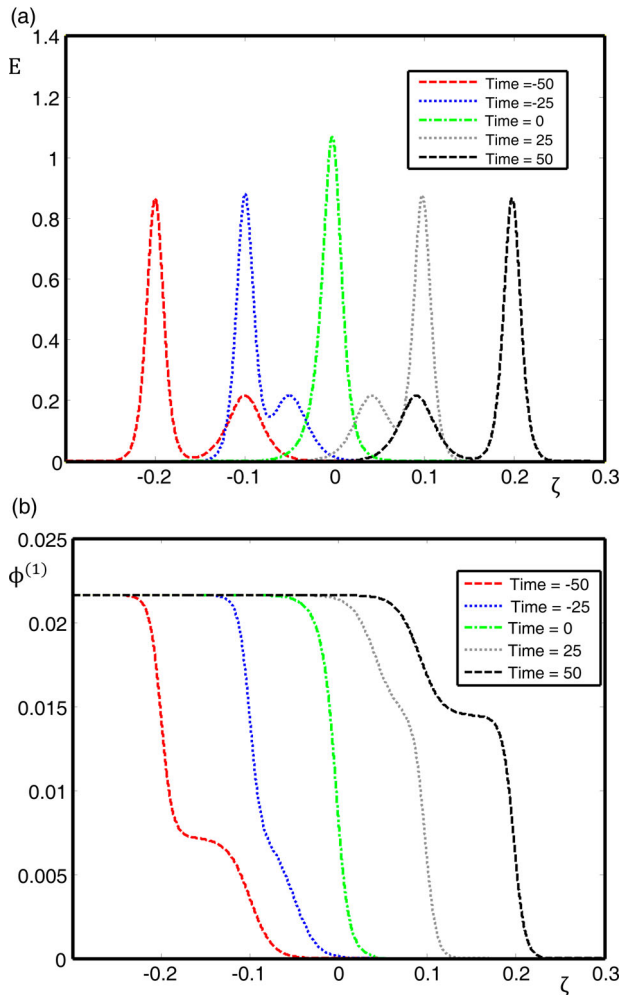 (a)
1.4
E
1.2
1
0.8
0.6
0.4
0.2
0
Time =-50
Time =-25
Time = 0
Time = 25
Time = 50
-0.2 -0.1 0 0.1 0.2 0.3
ζ
(b)
0.025
ϕ(1)
0.02
0.015
0.01
0.005
0
Time = -50
Time = -25
Time = 0
Time = 25
Time = 50
-0.2 -0.1 0 0.1 0.2 0.3
ζ